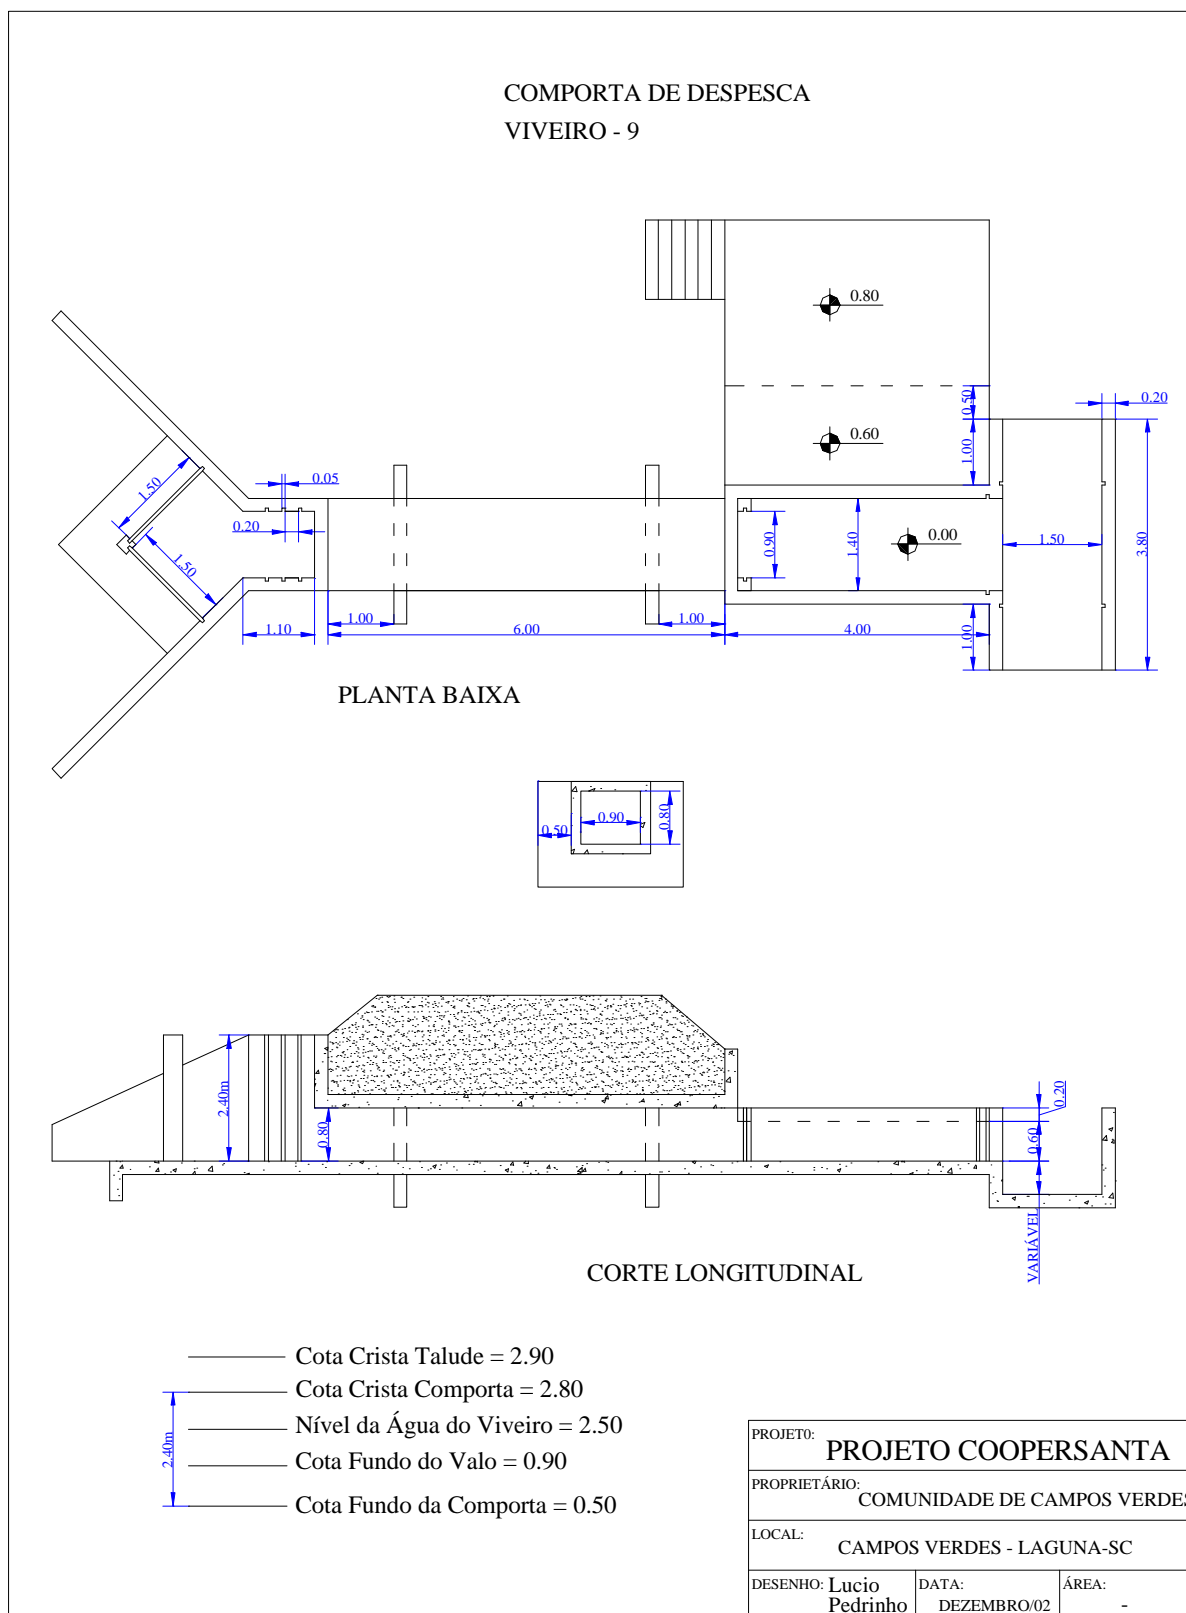 COMPORTA DE DESPESCA
VIVEIRO - 9
0.80
0.50
0.20
0.60
1.00
1.50
0.05
0.20
1.50
0.90
1.40
0.00
1.50
3.80
1.00
1.00
1.10
6.00
4.00
1.00
PLANTA BAIXA
0.50
0.90
0.80
2.40m
0.80
0.20
0.60
VARIÁVEL
CORTE LONGITUDINAL
Cota Crista Talude = 2.90
Cota Crista Comporta = 2.80
Nível da Água do Viveiro = 2.50
Cota Fundo do Valo = 0.90
Cota Fundo da Comporta = 0.50
2.40m
PROJET0: PROJETO COOPERSANTA
PROPRIETÁRIO: COMUNIDADE DE CAMPOS VERDES
LOCAL: CAMPOS VERDES - LAGUNA-SC
DESENHO: Lucio Pedrinho
DATA: DEZEMBRO/02
ÁREA: -